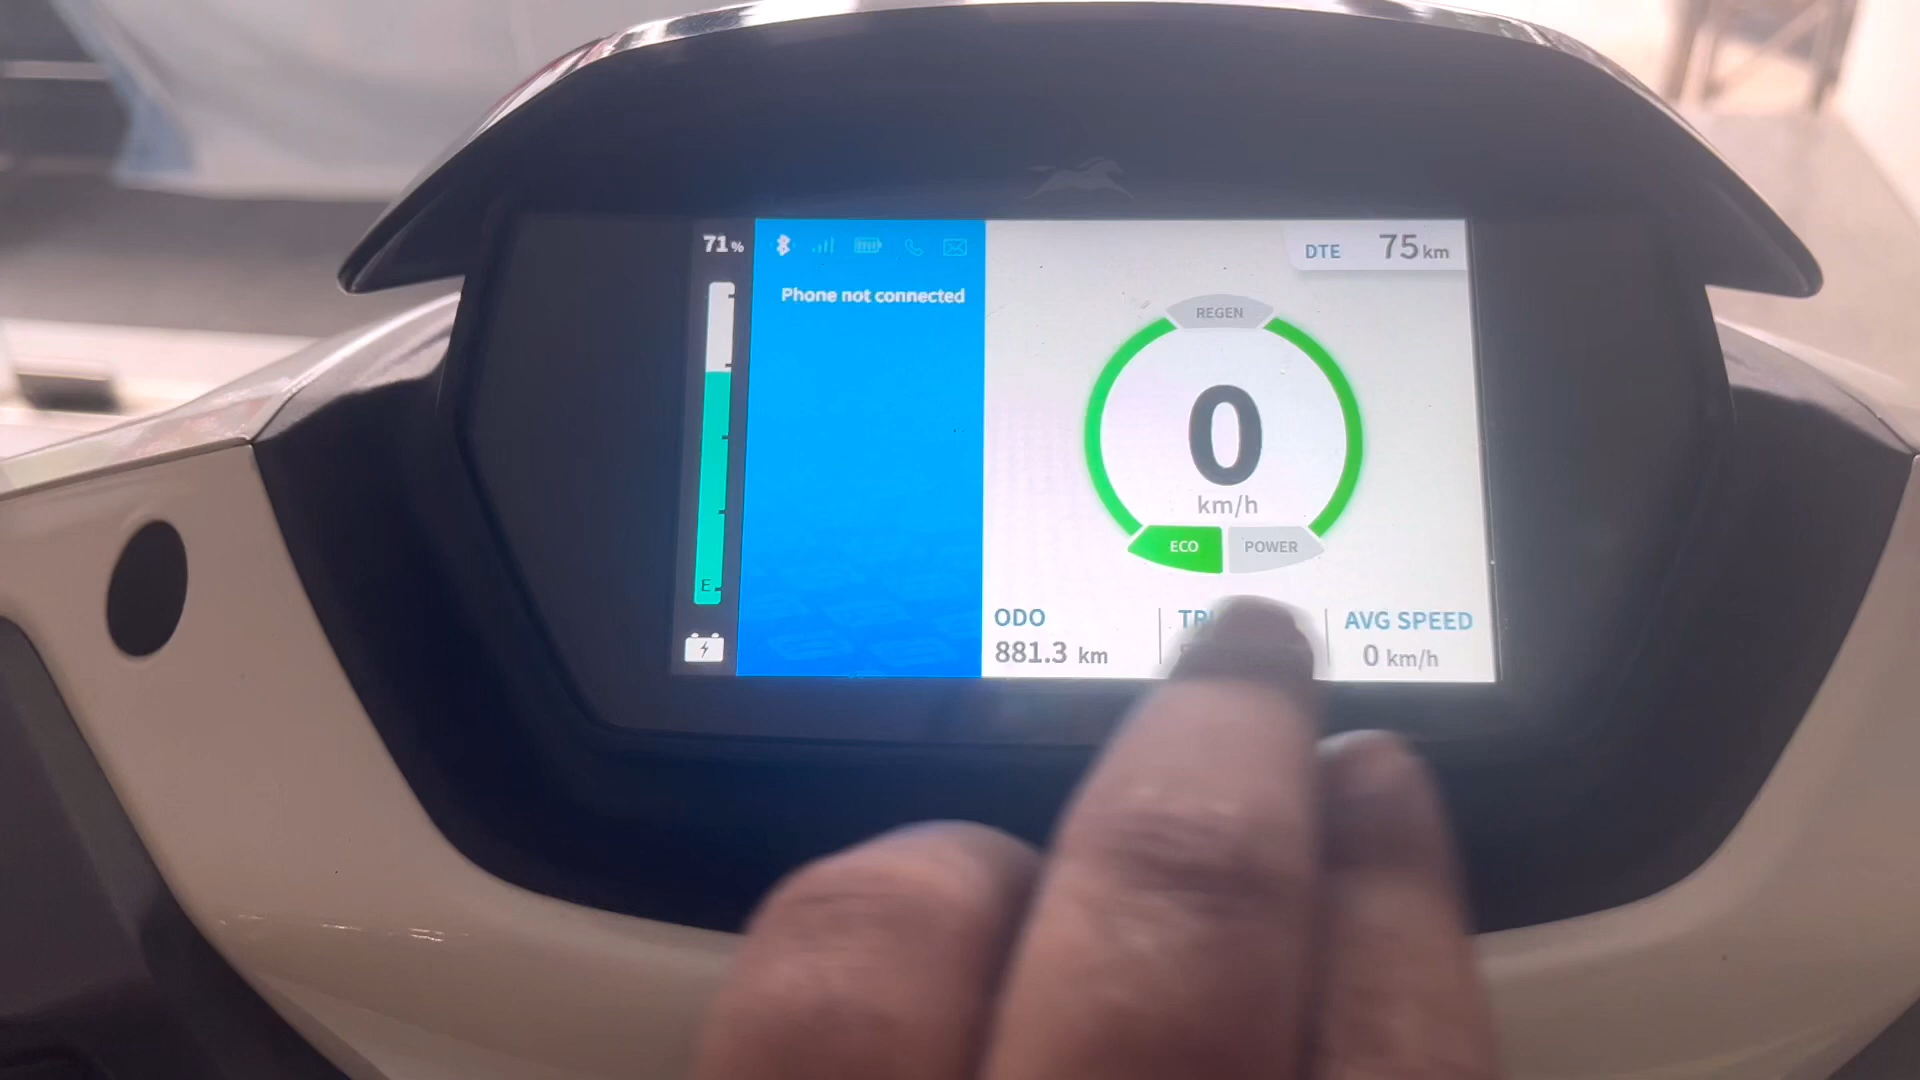 71%
Phone not connected
DTE 75 km
REGEN
0
km/h
ECO POWER
E
ODO AVG SPEED
881.3 km 0 km/h